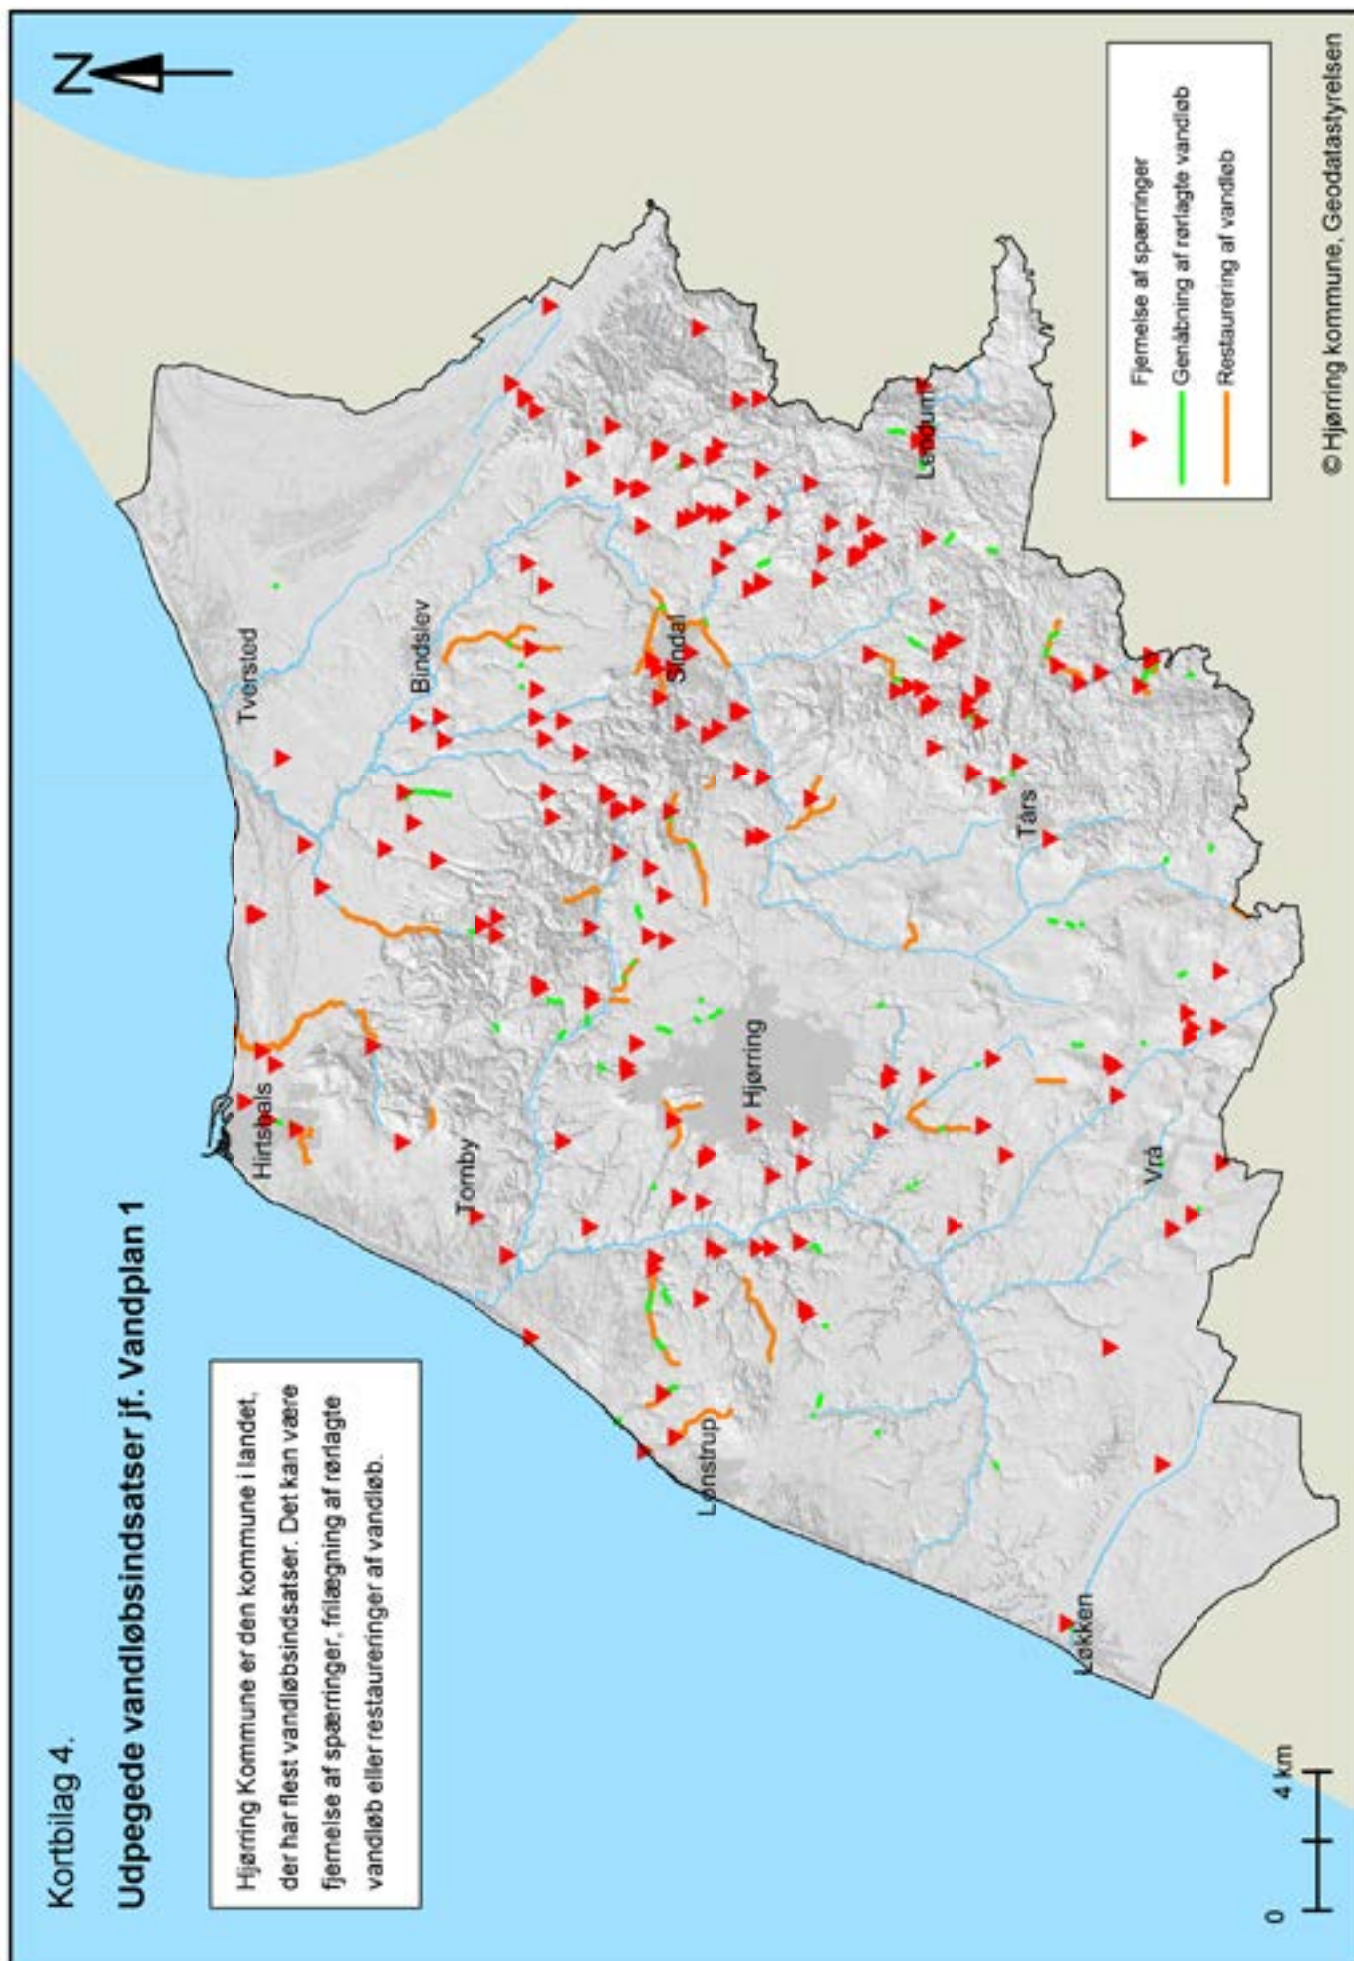 Kortbilag 4.
Udpegede vandløbsindsatser jf. Vandplan 1
Hjørring Kommune er den kommune i landet,
der har flest vandløbsindsatser. Det kan være
fjernelse af spærringer, frilægning af rørlagte
vandløb eller restaureringer af vandløb.
N
Hirtshals
Tversted
Tornby
Bindslev
Lønstrup
Hjørring
Sindal
Lendum
Løkken
Vrå
Tårs
Fjernelse af spærringer
Genåbning af rørlagte vandløb
Restaurering af vandløb
0 4 km
© Hjørring kommune, Geodatastyrelsen